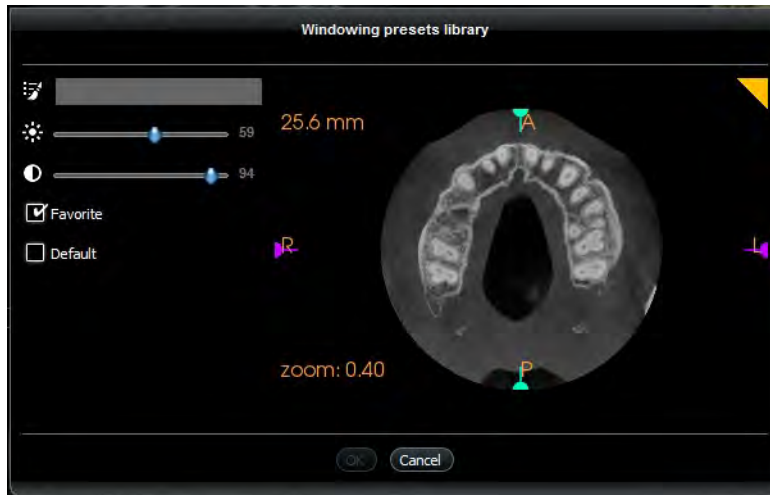 Windowing presets library
59
94
Favorite
Default
25.6 mm
A
R
L
zoom: 0.40
P
OK
Cancel